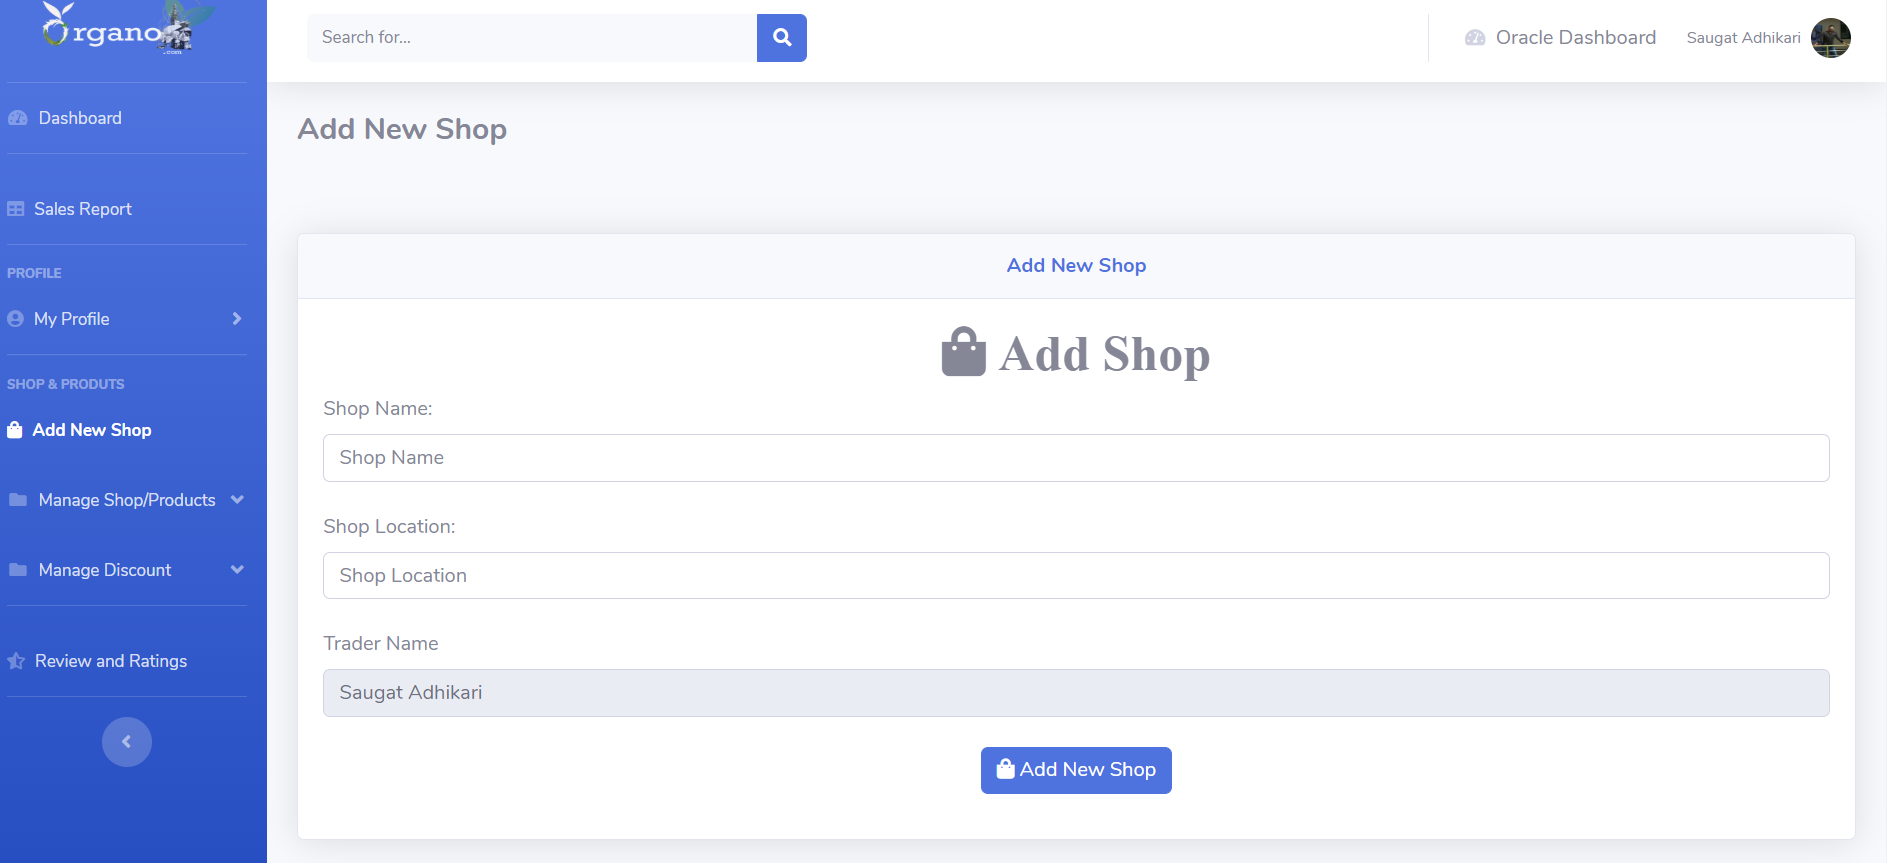 Organo
.com
Search for...
Oracle Dashboard
Saugat Adhikari
Dashboard
Sales Report
PROFILE
My Profile
SHOP & PRODUTS
Add New Shop
Manage Shop/Products
Manage Discount
Review and Ratings
Add New Shop
Add New Shop
Add Shop
Shop Name:
Shop Name
Shop Location:
Shop Location
Trader Name
Saugat Adhikari
Add New Shop